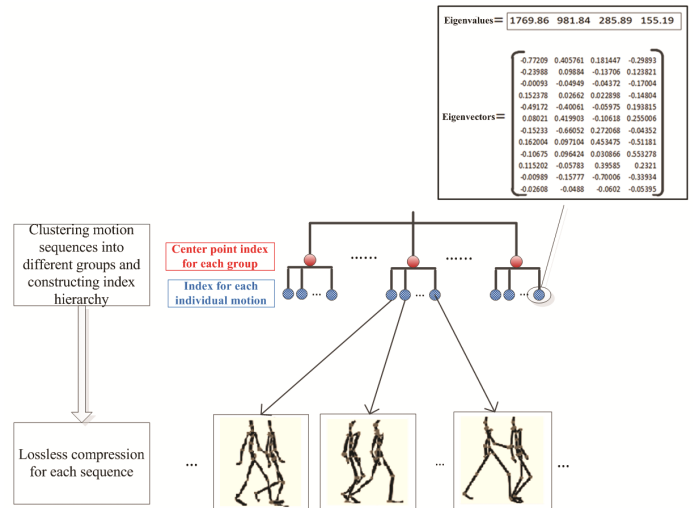 Eigenvalues= 1769.86 981.84 285.89 155.19
-0.77209 0.405761 0.181447 -0.29893
-0.23988 0.09884 -0.13706 0.123821
-0.00093 -0.04949 -0.04372 -0.17004
0.152378 0.02662 0.022898 -0.14804
-0.49172 -0.40061 -0.05975 0.193815
Eigenvectors= 0.08021 0.419903 -0.10618 0.255006
-0.15233 -0.66052 0.272068 -0.04352
0.162004 0.097104 0.453475 -0.51181
-0.10675 0.096424 0.030866 0.553278
0.115202 -0.05783 0.39585 0.2321
-0.00989 -0.15777 -0.70006 -0.33934
-0.02608 -0.0488 -0.0602 -0.05395
Clustering motion
sequences into
different groups and
constructing index
hierarchy
Center point index
for each group
...... ......
Index for each
individual motion
... ... ...
Lossless compression
for each sequence
... ... ...